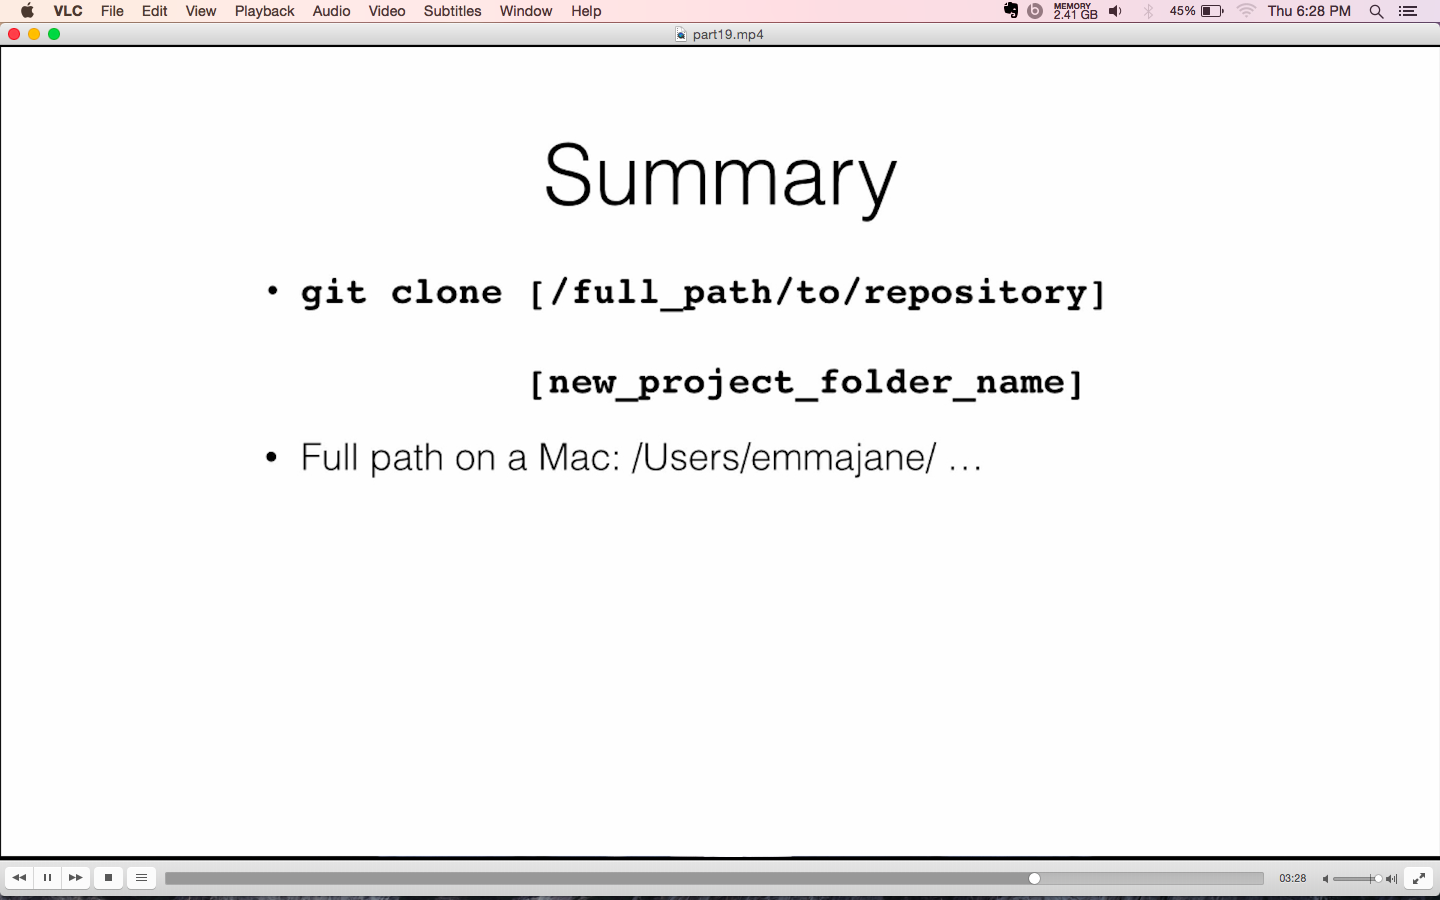 VLC File Edit View Playback Audio Video Subtitles Window Help MEMORY 2.41 GB 45% Thu 6:28 PM
part19.mp4
Summary
• git clone [/full_path/to/repository]
[new_project_folder_name]
• Full path on a Mac: /Users/emmajane/ …
03:28